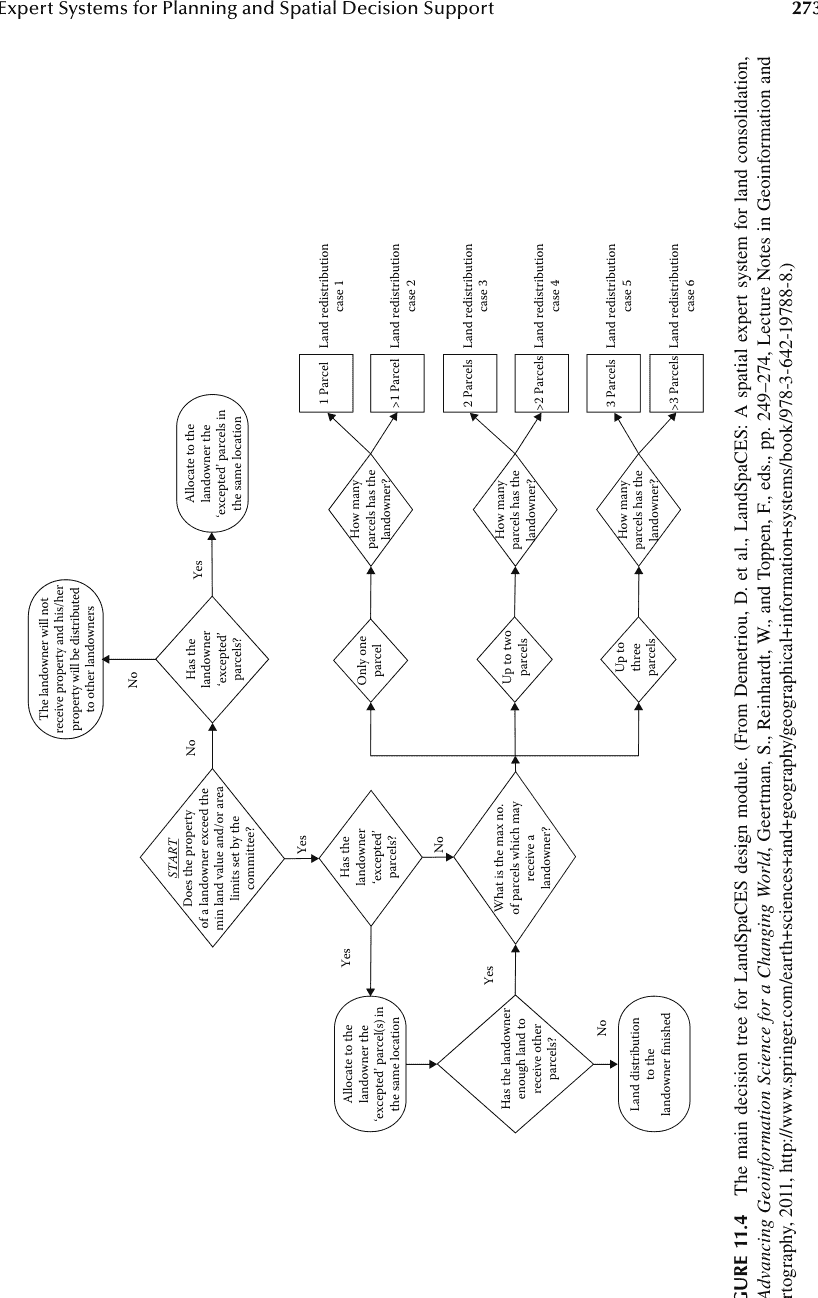 Expert Systems for Planning and Spatial Decision Support
273
The landowner will not
receive property and his/her
property will be distributed
to other landowners
No
Has the
landowner
‘excepted’
parcels?
Yes
Allocate to the
landowner the
‘excepted’ parcels in
the same location
No
START
Does the property
of a landowner exceed the
min land value and/or area
limits set by the
committee?
Yes
Has the
landowner
‘excepted’
parcels?
Yes
No
Allocate to the
landowner the
‘excepted’ parcel(s) in
the same location
Has the landowner
enough land to
receive other
parcels?
Yes
No
Land distribution
to the
landowner finished
What is the max no.
of parcels which may
receive a
landowner?
Only one
parcel
How many
parcels has the
landowner?
1 Parcel
Land redistribution
case 1
>1 Parcel
Land redistribution
case 2
Up to two
parcels
How many
parcels has the
landowner?
2 Parcels
Land redistribution
case 3
>2 Parcels
Land redistribution
case 4
Up to
three
parcels
How many
parcels has the
landowner?
3 Parcels
Land redistribution
case 5
>3 Parcels
Land redistribution
case 6
GURE 11.4 The main decision tree for LandSpaCES design module. (From Demetriou, D. et al., LandSpaCES: A spatial expert system for land consolidation,
Advancing Geoinformation Science for a Changing World, Geertman, S., Reinhardt, W., and Toppen, F., eds., pp. 249–274, Lecture Notes in Geoinformation and
rtography, 2011, http://www.springer.com/earth+sciences+and+geography/geographical+information+systems/book/978-3-642-19788-8.)